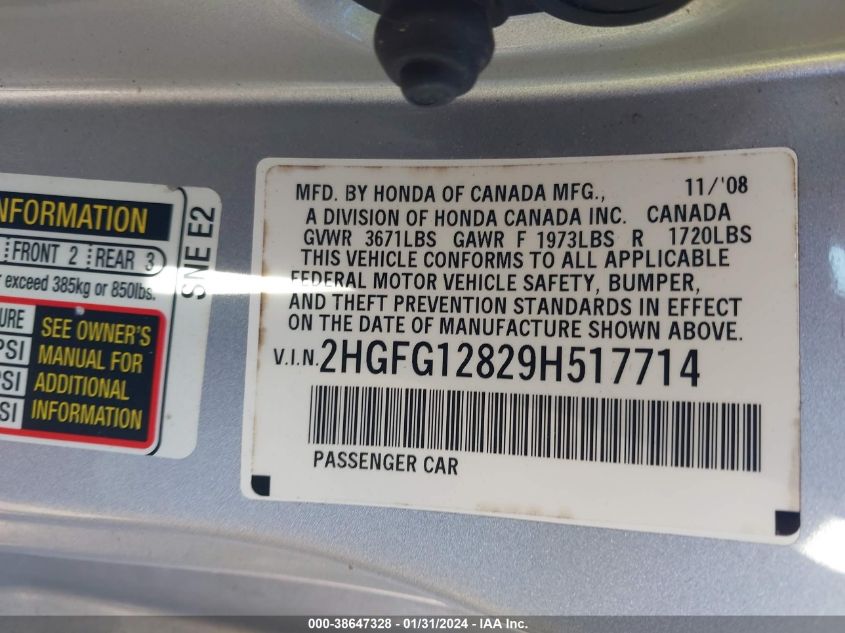 NFORMATION
FRONT 2 REAR 3
exceed 385kg or 850lbs.
SEE OWNER'S
MANUAL FOR
ADDITIONAL
INFORMATION
PSI
PSI
SNE E2
MFD. BY HONDA OF CANADA MFG., 11/'08
A DIVISION OF HONDA CANADA INC. CANADA
GVWR 3671LBS GAWR F 1973LBS R 1720LBS
THIS VEHICLE CONFORMS TO ALL APPLICABLE
FEDERAL MOTOR VEHICLE SAFETY, BUMPER,
AND THEFT PREVENTION STANDARDS IN EFFECT
ON THE DATE OF MANUFACTURE SHOWN ABOVE.
V.I.N. 2HGFG12829H517714
PASSENGER CAR
000-38647328 - 01/31/2024 - IAA, Inc.